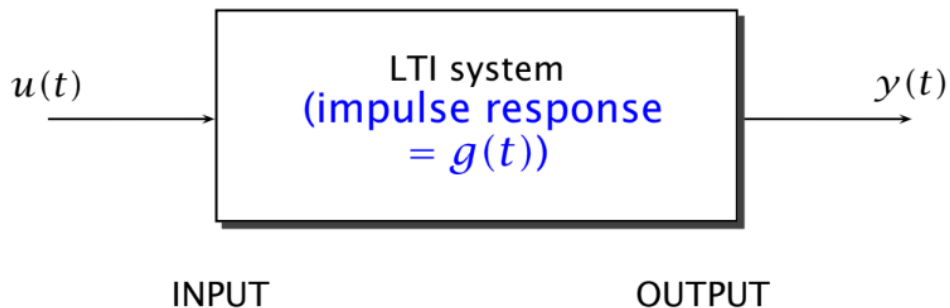 u(t)
LTI system
(impulse response
= g(t))
y(t)
INPUT
OUTPUT